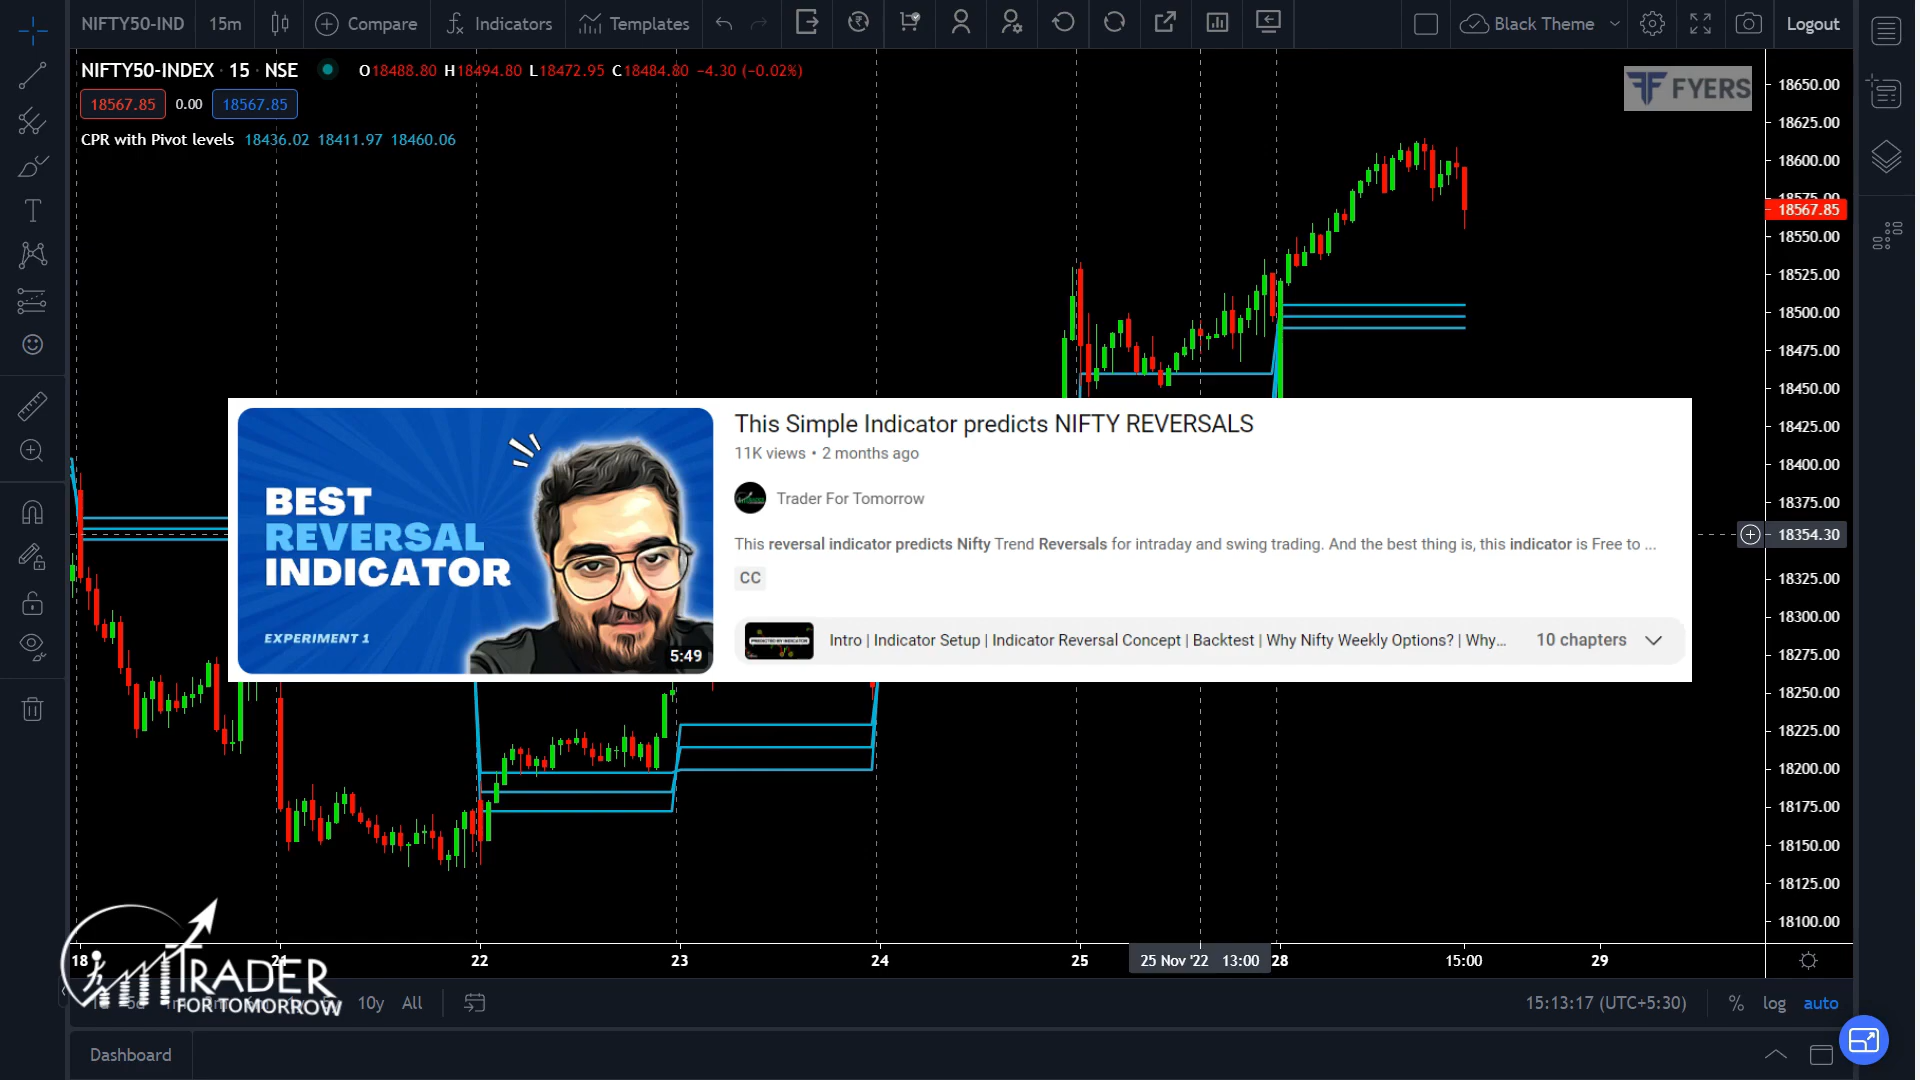 NIFTY50-IND 15m Compare Indicators Templates Black Theme Logout
NIFTY50-INDEX · 15 · NSE O18488.80 H18494.80 L18472.95 C18484.80 −4.30 (−0.02%)
18567.85 0.00 18567.85
CPR with Pivot levels 18436.02 18411.97 18460.06
FYERS
18650.00
18625.00
18600.00
18575.00
18567.85
18550.00
18525.00
18500.00
18475.00
18450.00
18425.00
18400.00
18375.00
18354.30
18325.00
18300.00
18275.00
18250.00
18225.00
18200.00
18175.00
18150.00
18125.00
18100.00
BEST
REVERSAL
INDICATOR
EXPERIMENT 1
5:49
This Simple Indicator predicts NIFTY REVERSALS
11K views • 2 months ago
Trader For Tomorrow
This reversal indicator predicts Nifty Trend Reversals for intraday and swing trading. And the best thing is, this indicator is Free to ...
CC
Intro | Indicator Setup | Indicator Reversal Concept | Backtest | Why Nifty Weekly Options? | Why... 10 chapters
18 21 22 23 24 25 25 Nov '22 13:00 28 15:00 29
TRADER
FOR TOMORROW
10y All 15:13:17 (UTC+5:30) % log auto
Dashboard